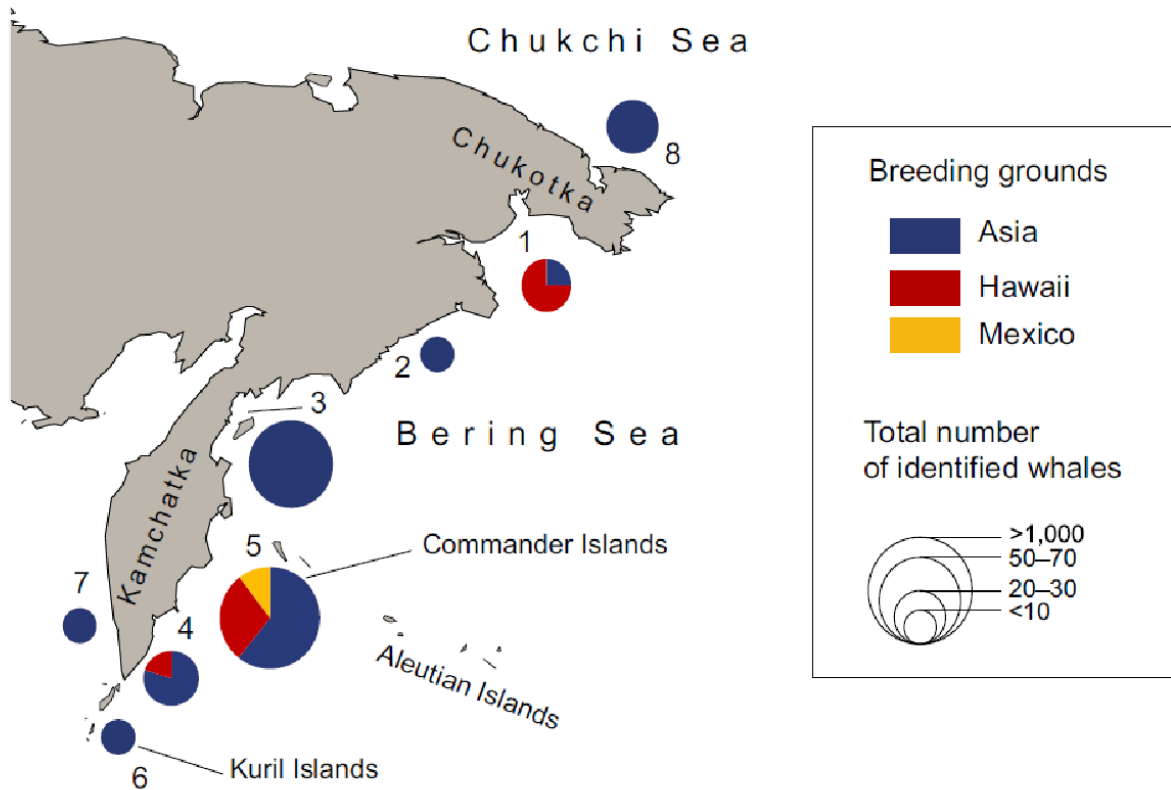 Chukchi Sea
Chukotka
8
1
2
3
Bering Sea
Kamchatka
5
Commander Islands
7
4
Aleutian Islands
6
Kuril Islands
Breeding grounds
Asia
Hawaii
Mexico
Total number
of identified whales
>1,000
50–70
20–30
<10